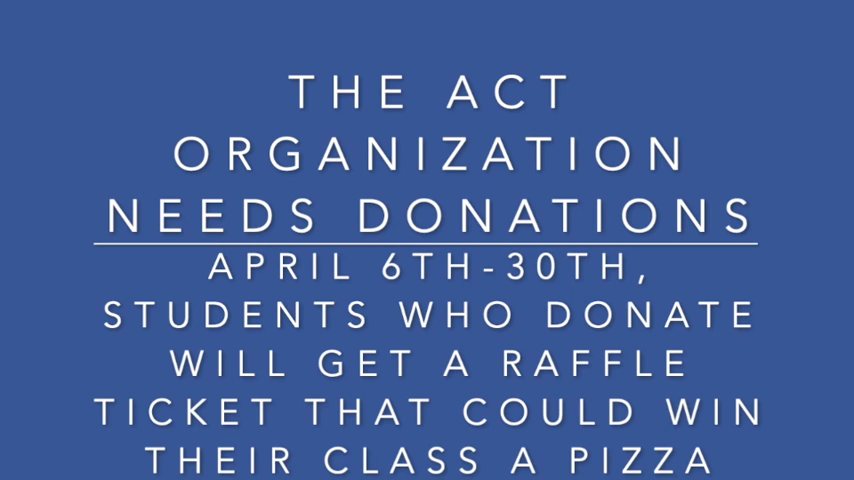 THE ACT
ORGANIZATION
NEEDS DONATIONS
APRIL 6TH-30TH,
STUDENTS WHO DONATE
WILL GET A RAFFLE
TICKET THAT COULD WIN
THEIR CLASS A PIZZA